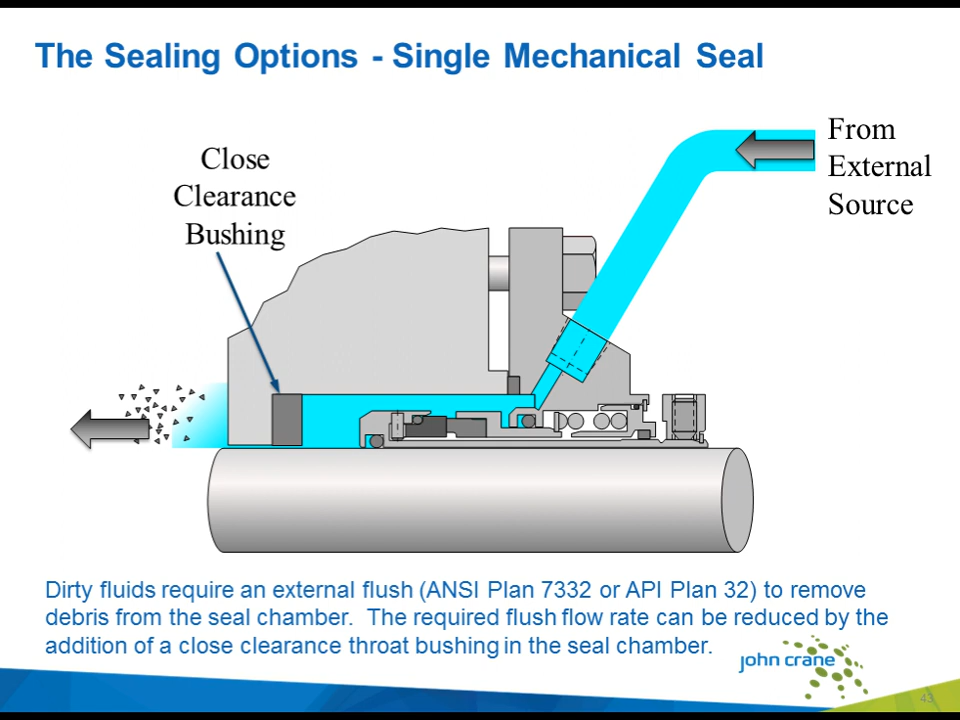 The Sealing Options - Single Mechanical Seal
From
External
Source
Close
Clearance
Bushing
Dirty fluids require an external flush (ANSI Plan 7332 or API Plan 32) to remove
debris from the seal chamber. The required flush flow rate can be reduced by the
addition of a close clearance throat bushing in the seal chamber.
john crane
43